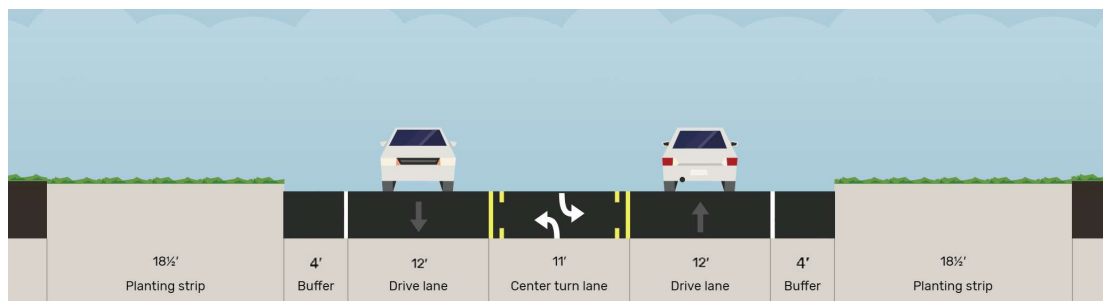 18½′ 4′ 12′ 11′ 12′ 4′ 18½′
Planting strip Buffer Drive lane Center turn lane Drive lane Buffer Planting strip